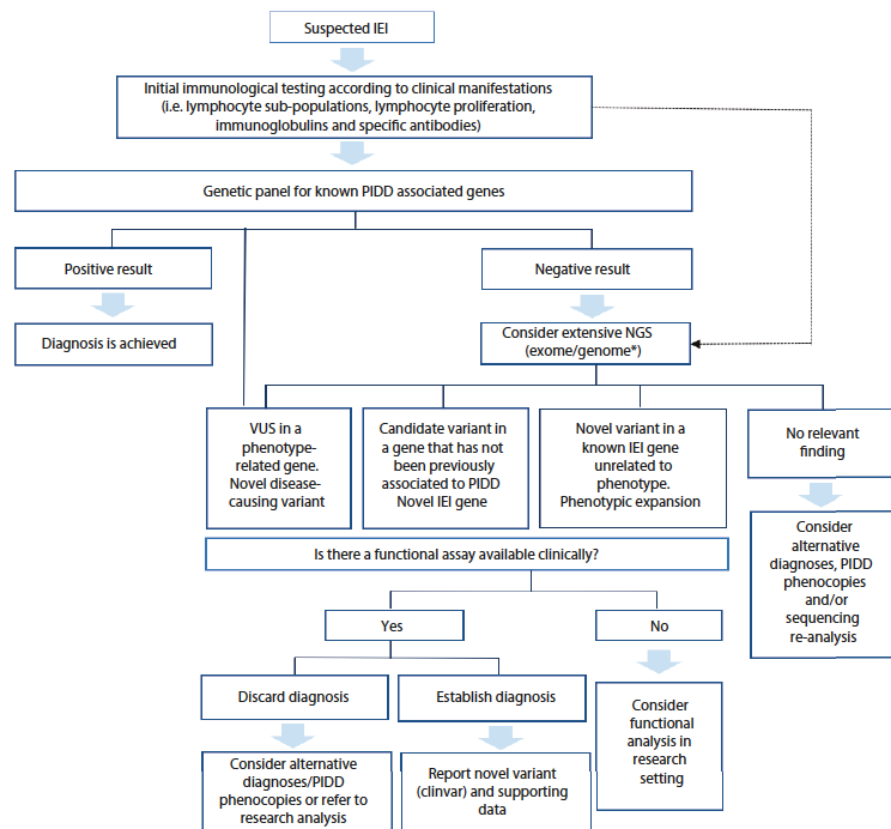 Suspected IEI
Initial immunological testing according to clinical manifestations
(i.e. lymphocyte sub-populations, lymphocyte proliferation,
immunoglobulins and specific antibodies)
Genetic panel for known PIDD associated genes
Positive result
Negative result
Diagnosis is achieved
Consider extensive NGS
(exome/genome*)
VUS in a
phenotype-
related gene.
Novel disease-
causing variant
Candidate variant in
a gene that has not
been previously
associated to PIDD
Novel IEI gene
Novel variant in a
known IEI gene
unrelated to
phenotype.
Phenotypic expansion
No relevant
finding
Consider
alternative
diagnoses, PIDD
phenocopies
and/or
sequencing
re-analysis
Is there a functional assay available clinically?
Yes
No
Discard diagnosis
Establish diagnosis
Consider
functional
analysis in
research
setting
Consider alternative
diagnoses/PIDD
phenocopies or refer to
research analysis
Report novel variant
(clinvar) and supporting
data